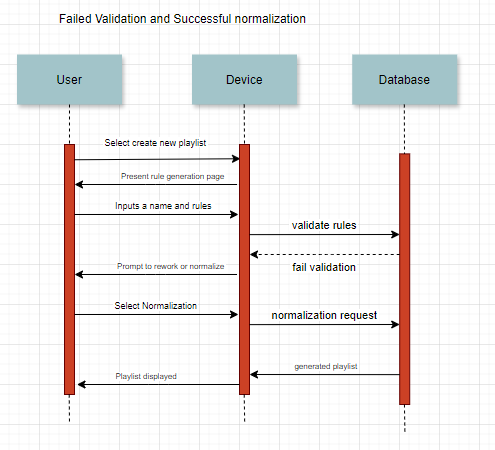 Failed Validation and Successful normalization
User
Device
Database
Select create new playlist
Present rule generation page
Inputs a name and rules
validate rules
fail validation
Prompt to rework or normalize
Select Normalization
normalization request
generated playlist
Playlist displayed